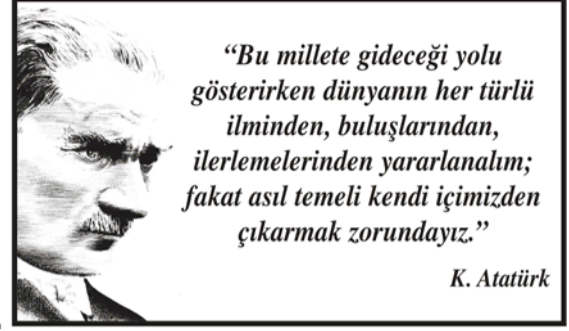 “Bu millete gideceği yolu
gösterirken dünyanın her türlü
ilminden, buluşlarından,
ilerlemelerinden yararlanalım;
fakat asıl temeli kendi içimizden
çıkarmak zorundayız.”
K. Atatürk